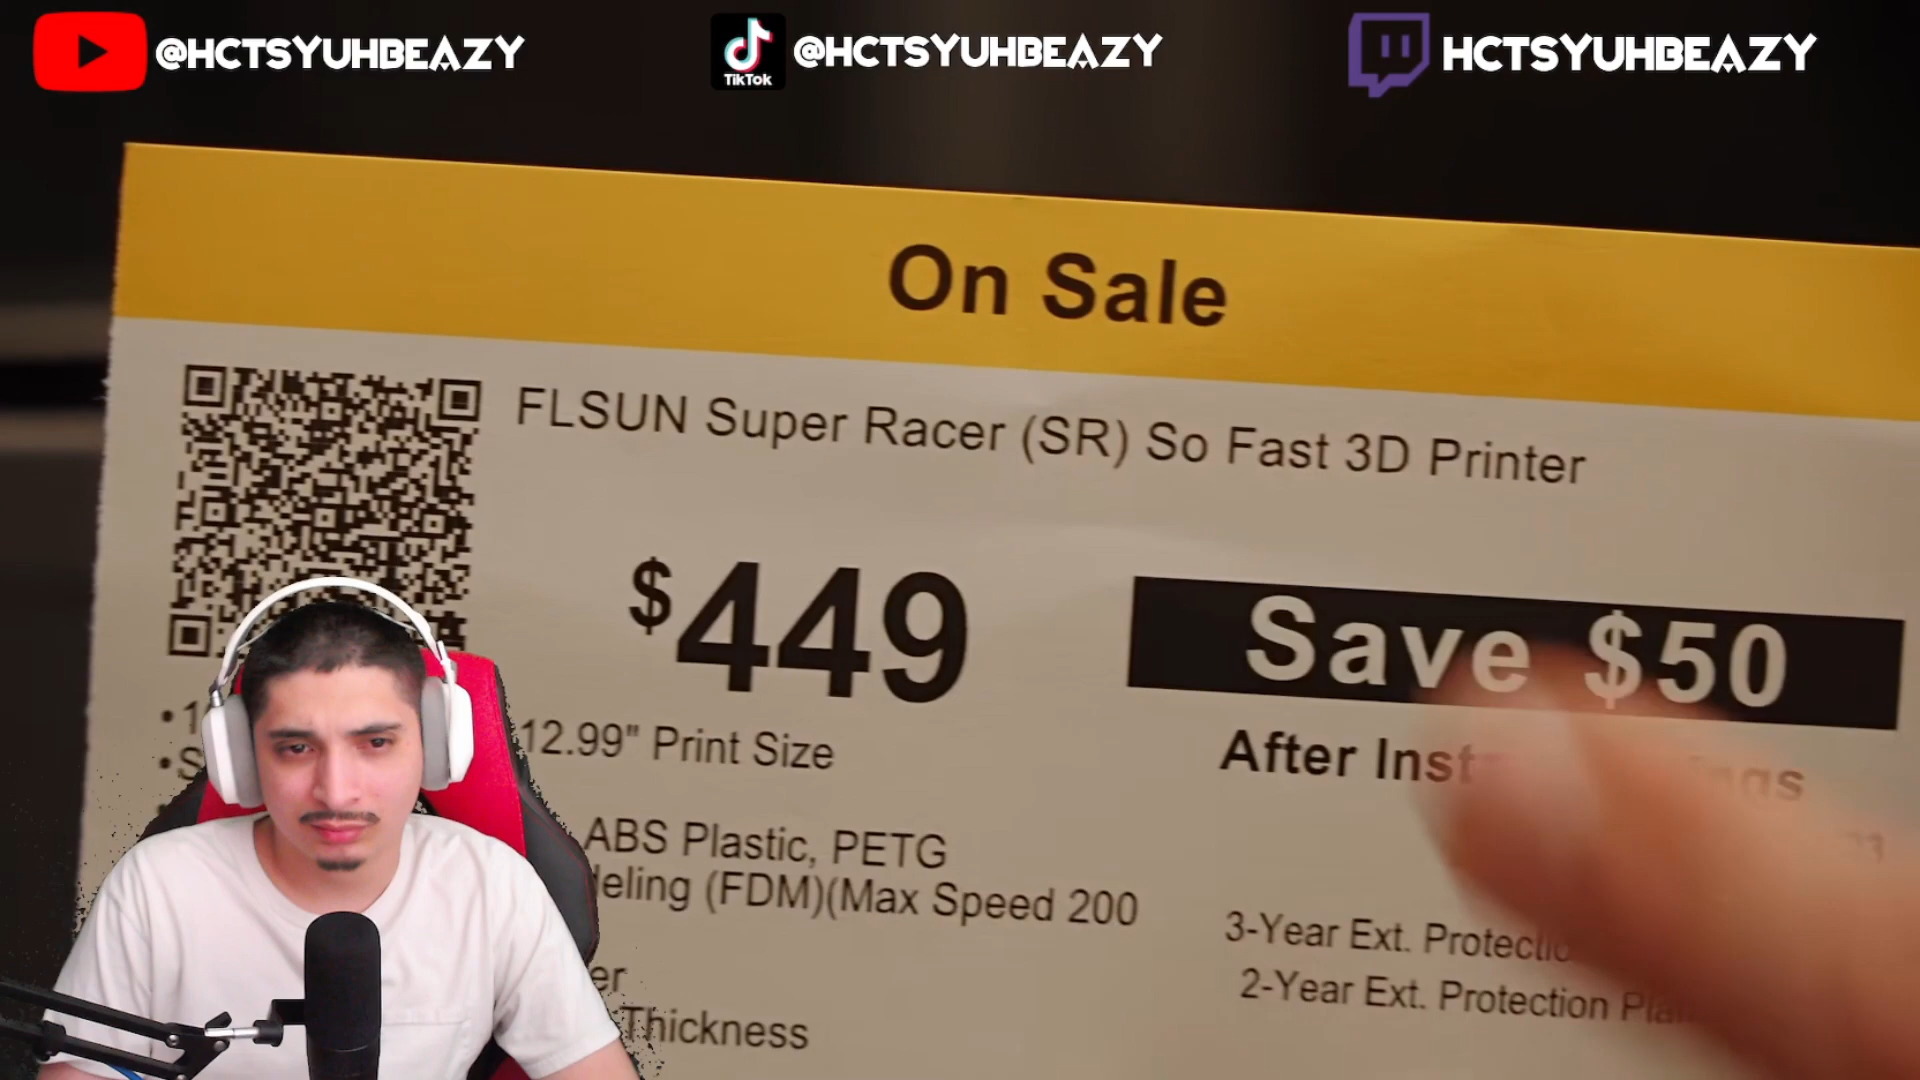 @HCTSYUHBEAZY
TikTok
@HCTSYUHBEAZY
HCTSYUHBEAZY
On Sale
FLSUN Super Racer (SR) So Fast 3D Printer
$449
Save $50
After
12.99" Print Size
ABS Plastic, PETG
(FDM)(Max Speed 200
Thickness
3-Year Ext.
2-Year Ext. Protection